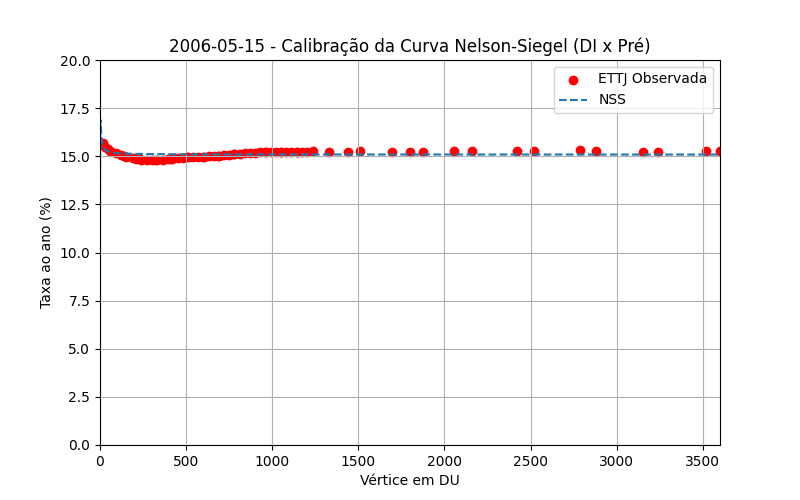 2006-05-15 - Calibração da Curva Nelson-Siegel (DI x Pré)
ETTJ Observada
NSS
Taxa ao ano (%)
20.0
17.5
15.0
12.5
10.0
7.5
5.0
2.5
0.0
0 500 1000 1500 2000 2500 3000 3500
Vértice em DU